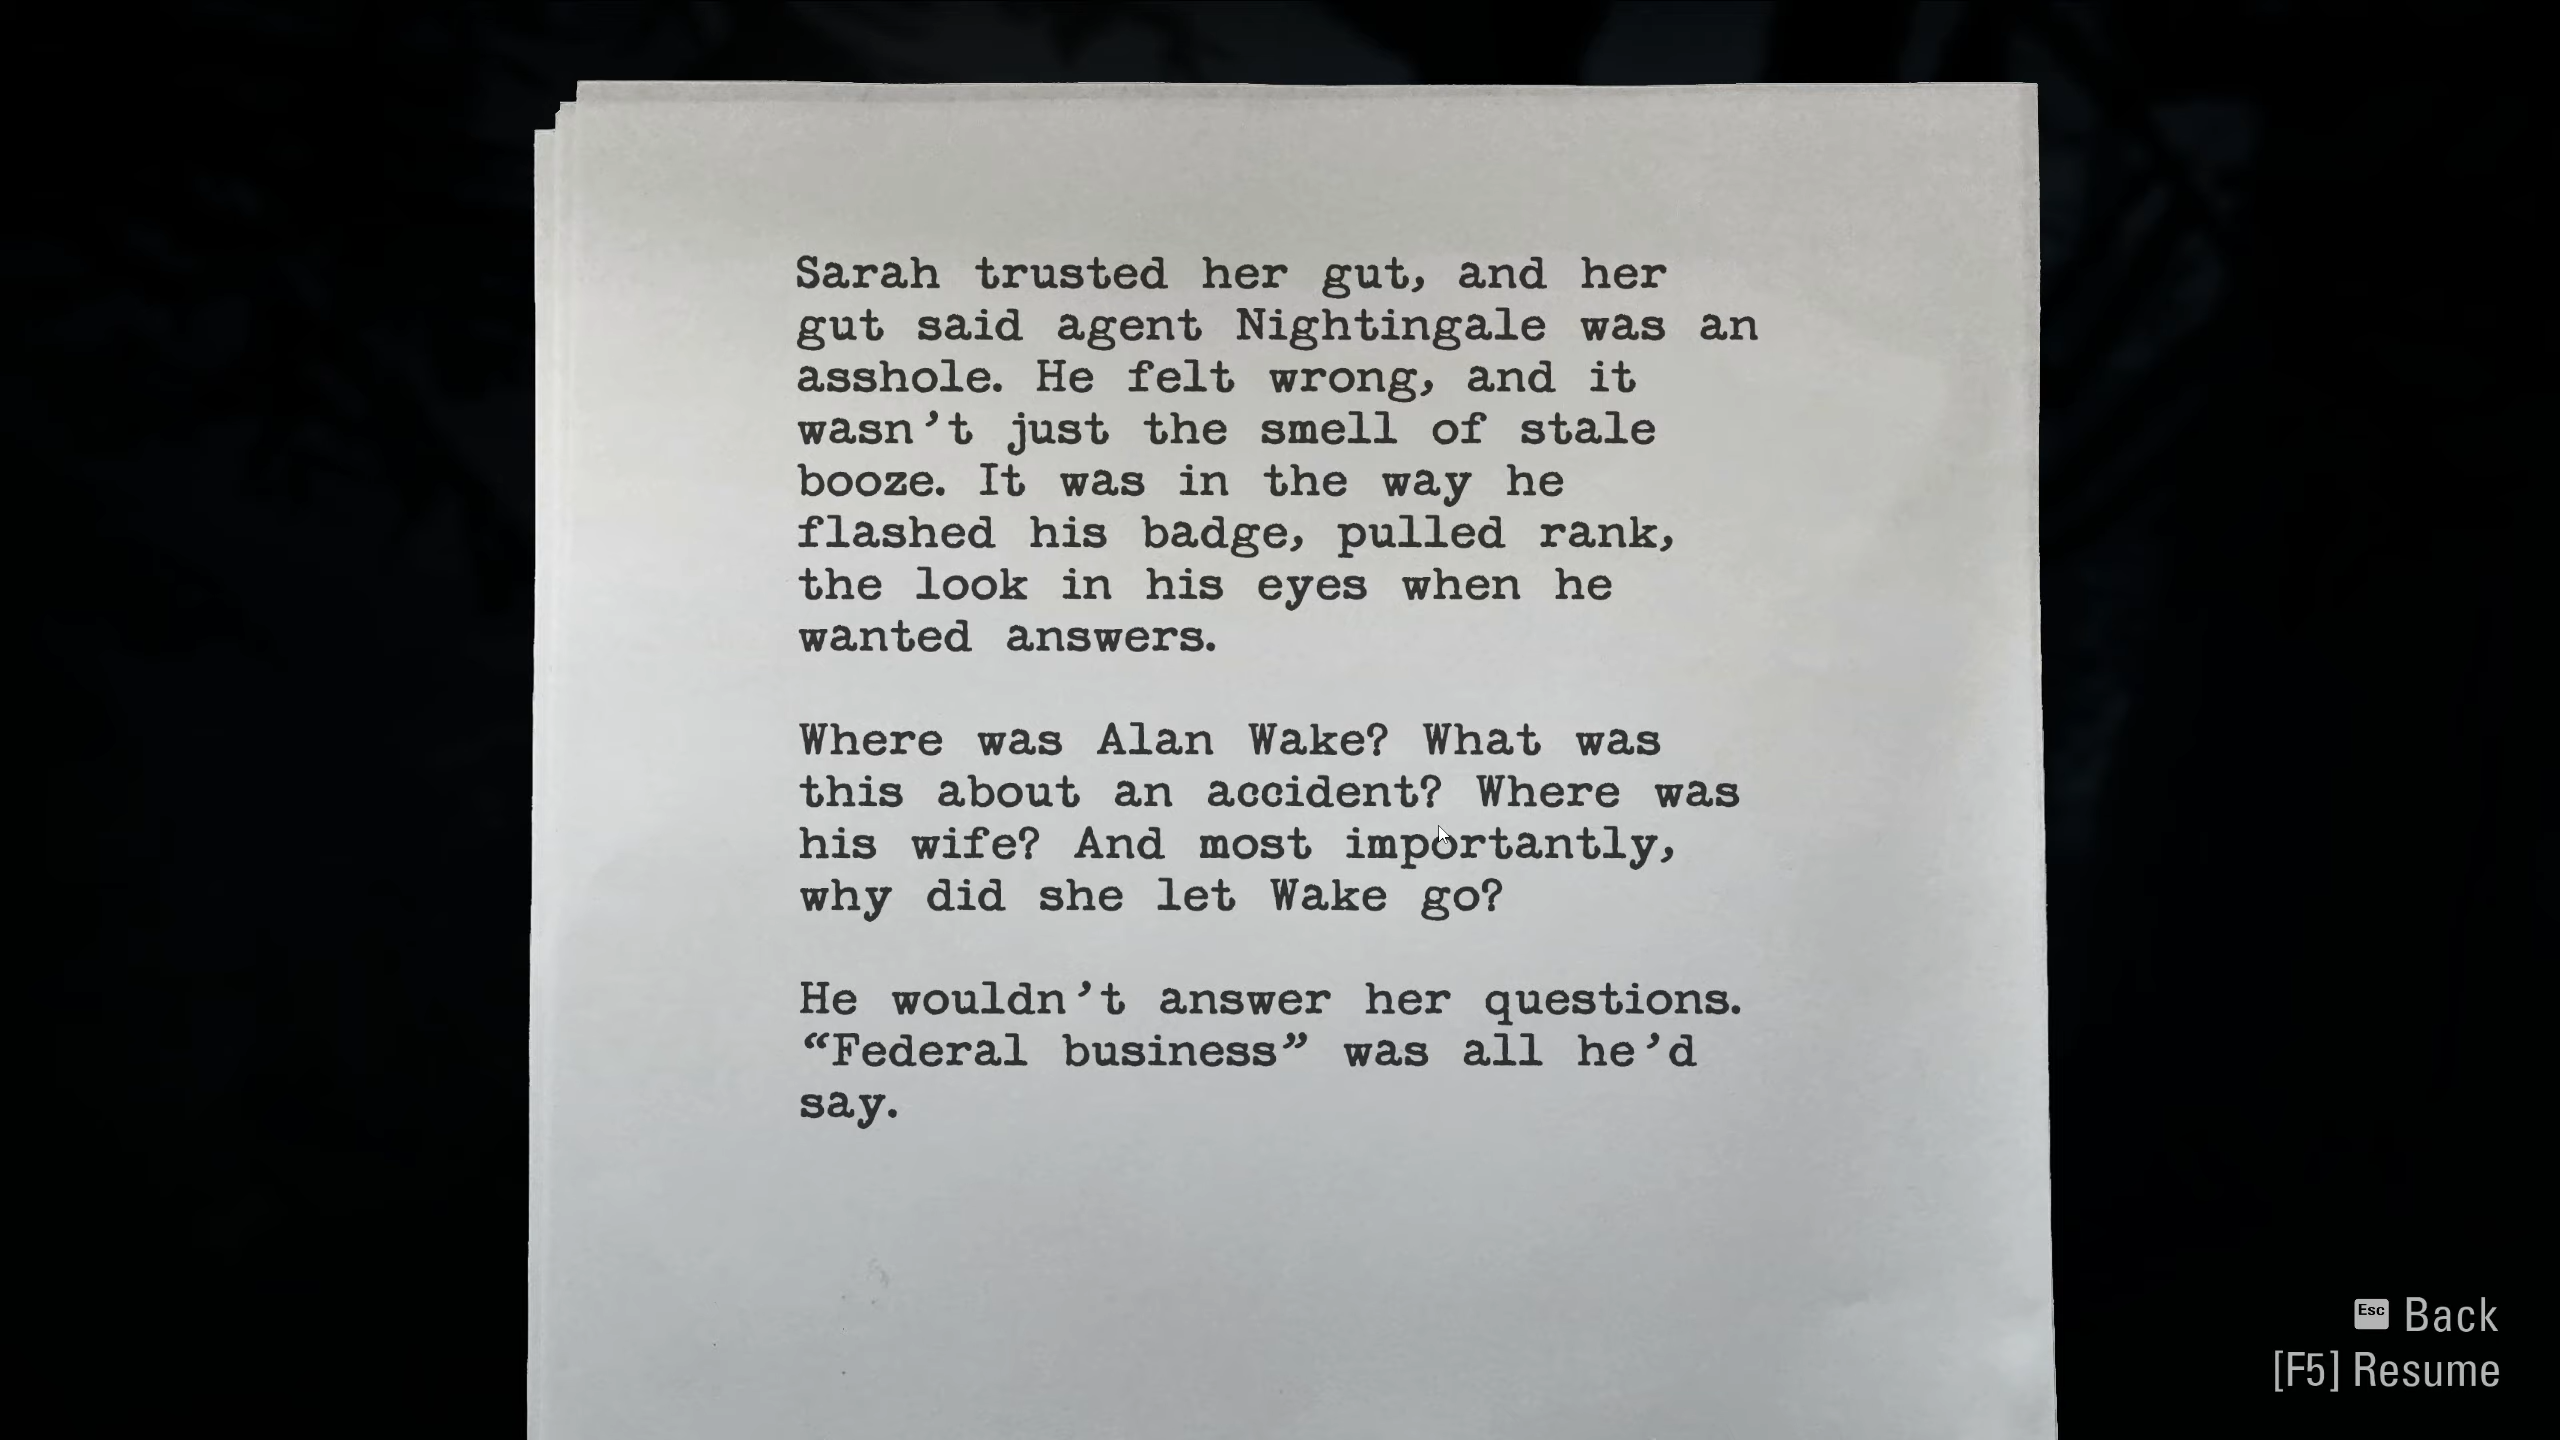 Sarah trusted her gut, and her
gut said agent Nightingale was an
asshole. He felt wrong, and it
wasn’t just the smell of stale
booze. It was in the way he
flashed his badge, pulled rank,
the look in his eyes when he
wanted answers.
Where was Alan Wake? What was
this about an accident? Where was
his wife? And most importantly,
why did she let Wake go?
He wouldn’t answer her questions.
“Federal business” was all he’d
say.
Esc Back
[F5] Resume